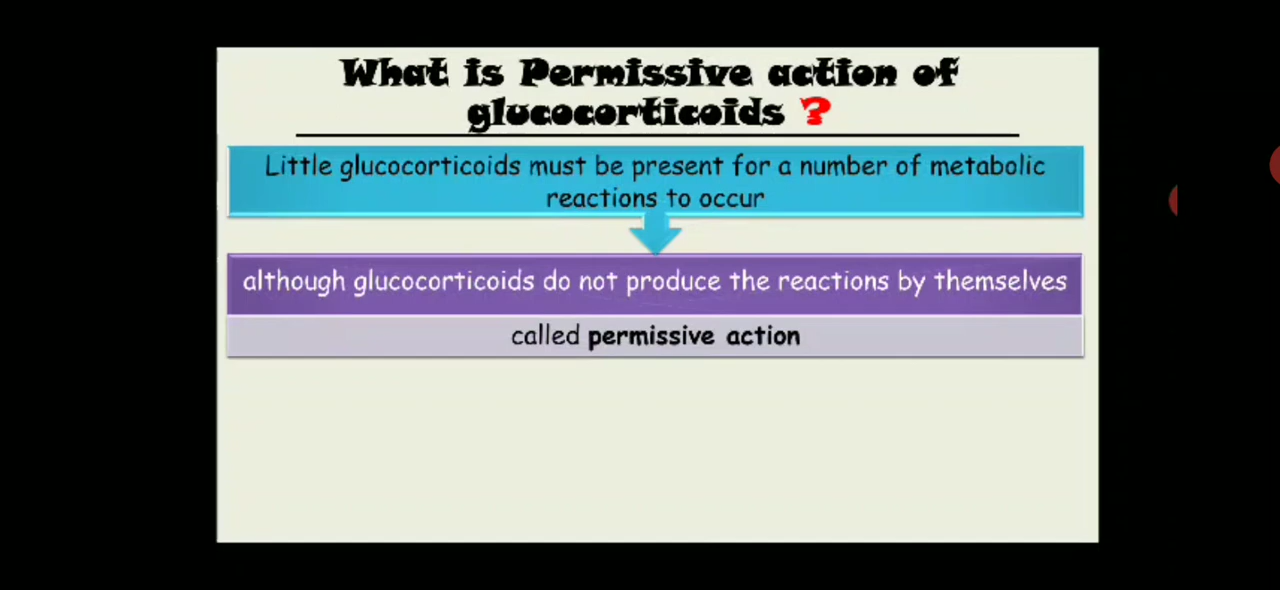 What is Permissive action of
glucocorticoids ?
Little glucocorticoids must be present for a number of metabolic
reactions to occur
although glucocorticoids do not produce the reactions by themselves
called permissive action